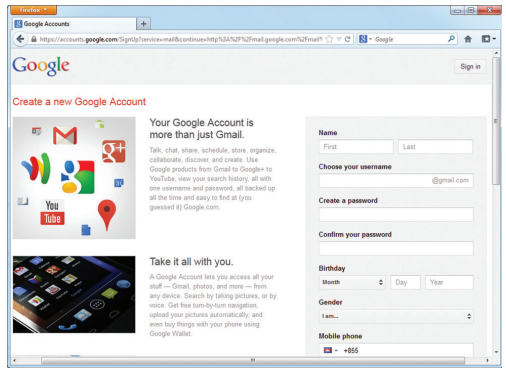 Firefox
Google Accounts
https://accounts.google.com/SignUp?service=mail&continue=http%3A%2F%2Fmail.google.com%2Fmail%
Google
Google
Sign in
Create a new Google Account
Your Google Account is
more than just Gmail.
Talk, chat, share, schedule, store, organize,
collaborate, discover, and create. Use
Google products from Gmail to Google+ to
YouTube, view your search history, all with
one username and password, all backed up
all the time and easy to find at (you
guessed it) Google.com.
You
Tube
Take it all with you.
A Google Account lets you access all your
stuff — Gmail, photos, and more — from
any device. Search by taking pictures, or by
voice. Get free turn-by-turn navigation,
upload your pictures automatically, and
even buy things with your phone using
Google Wallet.
Name
First
Last
Choose your username
@gmail.com
Create a password
Confirm your password
Birthday
Month
Day
Year
Gender
I am...
Mobile phone
+855